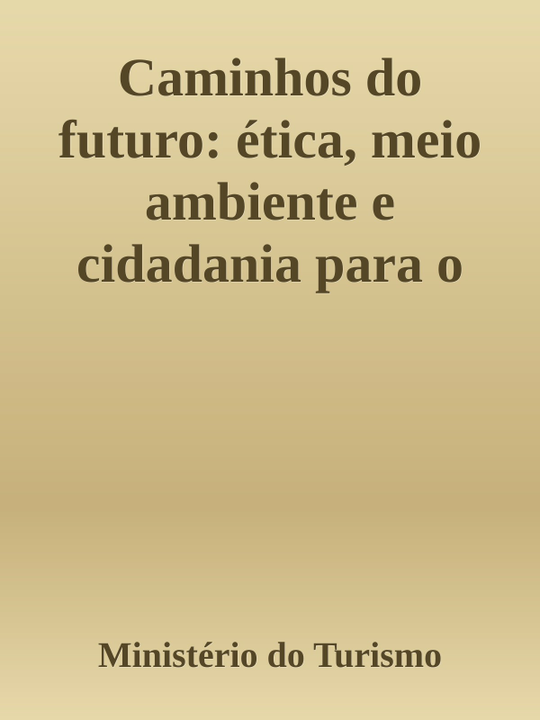 Caminhos do
futuro: ética, meio
ambiente e
cidadania para o
Ministério do Turismo